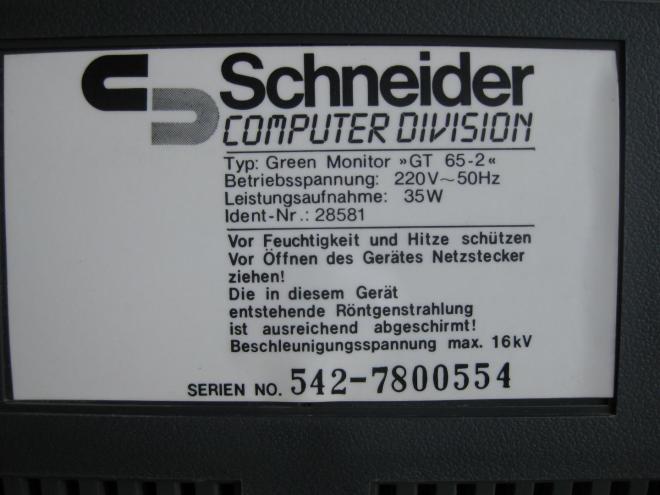 Schneider
COMPUTER DIVISION
Typ: Green Monitor »GT 65-2«
Betriebsspannung: 220V~50Hz
Leistungsaufnahme: 35W
Ident-Nr.: 28581
Vor Feuchtigkeit und Hitze schützen
Vor Öffnen des Gerätes Netzstecker
ziehen!
Die in diesem Gerät
entstehende Röntgenstrahlung
ist ausreichend abgeschirmt!
Beschleunigungsspannung max. 16kV
SERIEN NO. 542-7800554